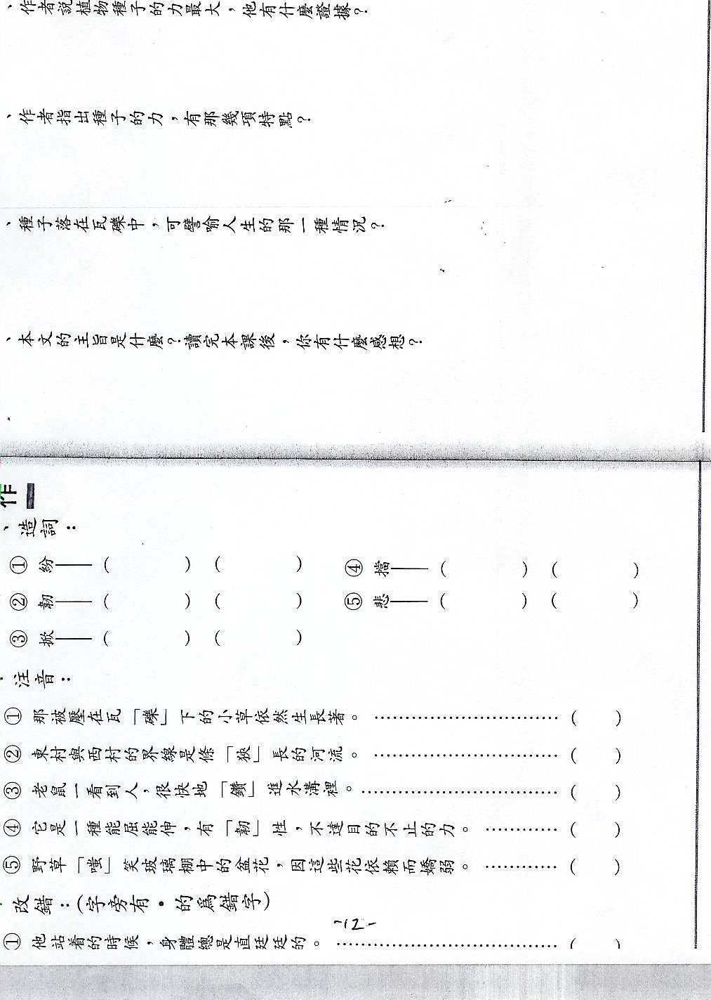 、作者說植物種子的力最大，他有什麼證據？
、作者指出種子的力，有那幾項特點？
、種子落在瓦礫中，可譬喻人生的那一種情況？
、本文的主旨是什麼？讀完本課後，你有什麼感想？
作
、造詞：
① 紛——（　　）（　　）
② 韌——（　　）（　　）
③ 掀——（　　）（　　）
④ 擋——（　　）（　　）
⑤ 悲——（　　）（　　）
注音：
① 那被壓在瓦「礫」下的小草依然生長著。……………………（　）
② 東村與西村的界線是條「狹」長的河流。……………………（　）
③ 老鼠一看到人，很快地「鑽」進水溝裡。……………………（　）
④ 它是一種能屈能伸，有「韌」性，不達目的不止的力。…………（　）
⑤ 野草「嗤」笑玻璃棚中的盆花，因這些花依賴而嬌弱。…………（　）
改錯：（字旁有•的為錯字）
① 他站着的時候，身體總是直廷廷的。……………………（　）
-12-